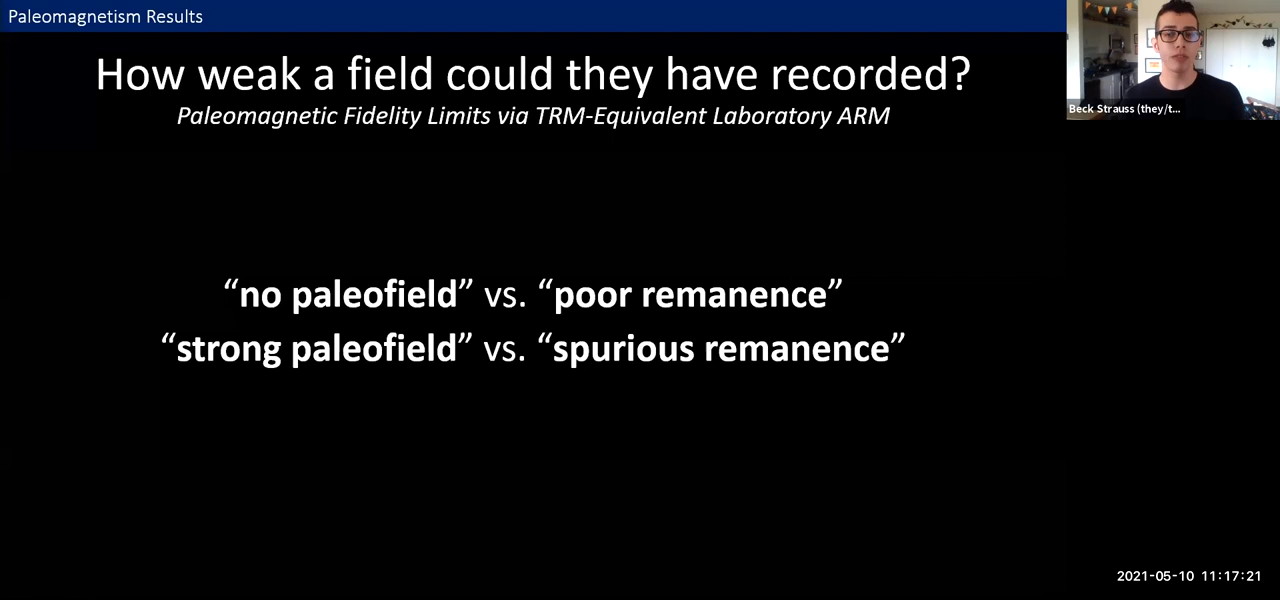 Paleomagnetism Results
How weak a field could they have recorded?
Paleomagnetic Fidelity Limits via TRM-Equivalent Laboratory ARM
“no paleofield” vs. “poor remanence”
“strong paleofield” vs. “spurious remanence”
Beck Strauss (they/t...
2021-05-10 11:17:21